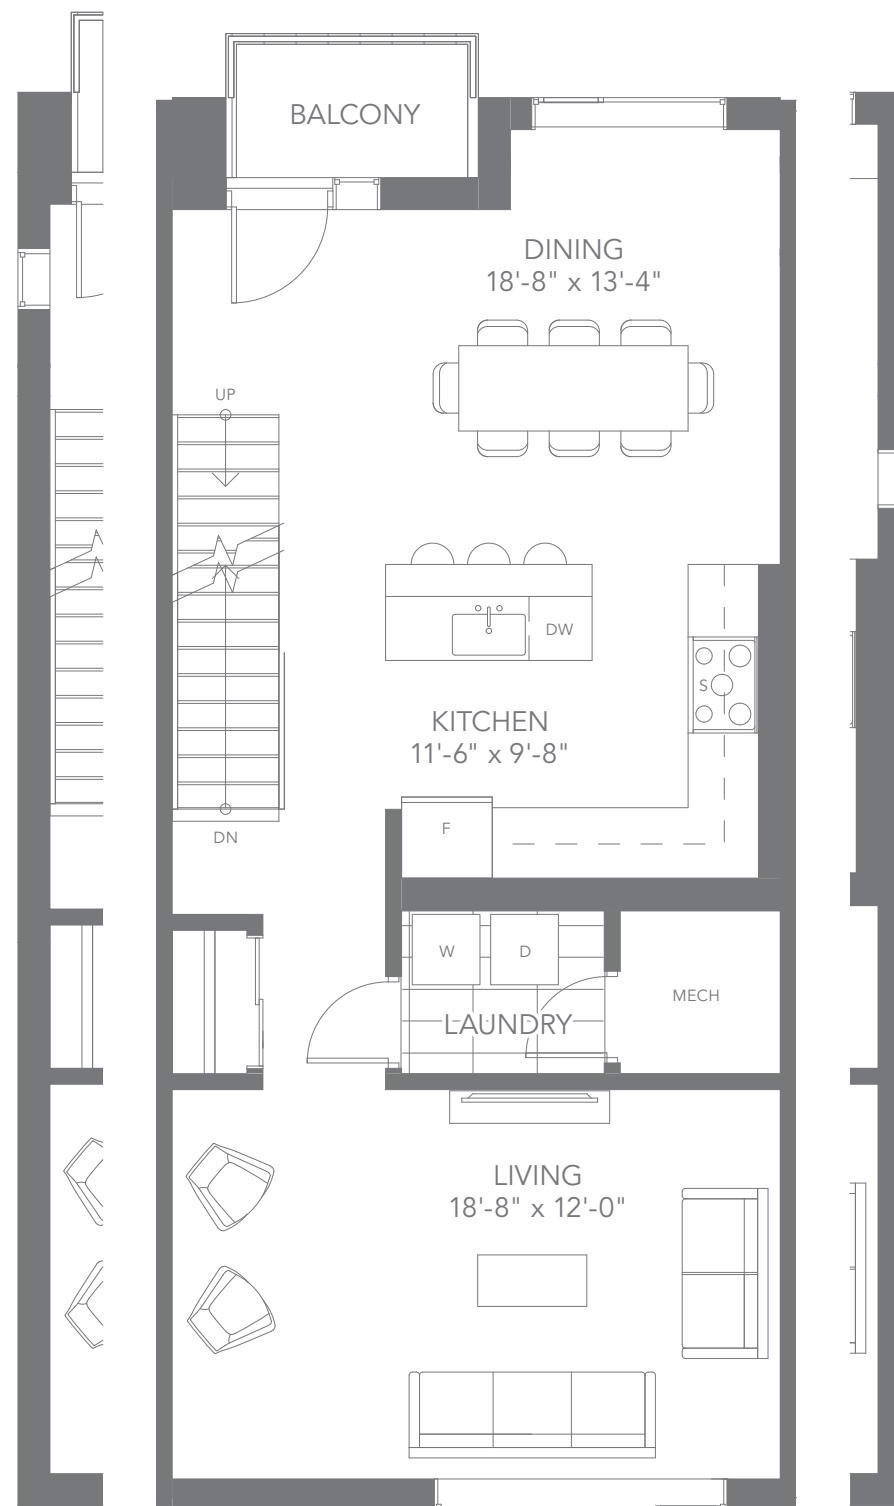 BALCONY
DINING
18'-8" x 13'-4"
UP
DW
S
KITCHEN
11'-6" x 9'-8"
F
DN
W
D
MECH
LAUNDRY
LIVING
18'-8" x 12'-0"